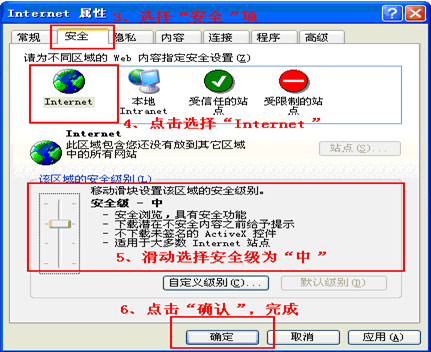 Internet 属性
3、选择“安全”项
常规 安全 隐私 内容 连接 程序 高级
请为不同区域的 Web 内容指定安全设置(Z)
Internet
本地
Intranet
受信任的站
点
受限制的站
点
4、点击选择“Internet ”
Internet
此区域包含您还没有放到其它区域
中的所有网站
站点(S)...
该区域的安全级别(L)
移动滑块设置该区域的安全级别。
安全级 - 中
- 安全浏览，具有安全功能
- 下载潜在不安全内容之前给予提示
- 不下载未签名的 ActiveX 控件
- 适用于大多数 Internet 站点
5、滑动选择安全级为“中 ”
自定义级别(C)... 默认级别(D)
6、点击“确认 ”，完成
确定 取消 应用(A)